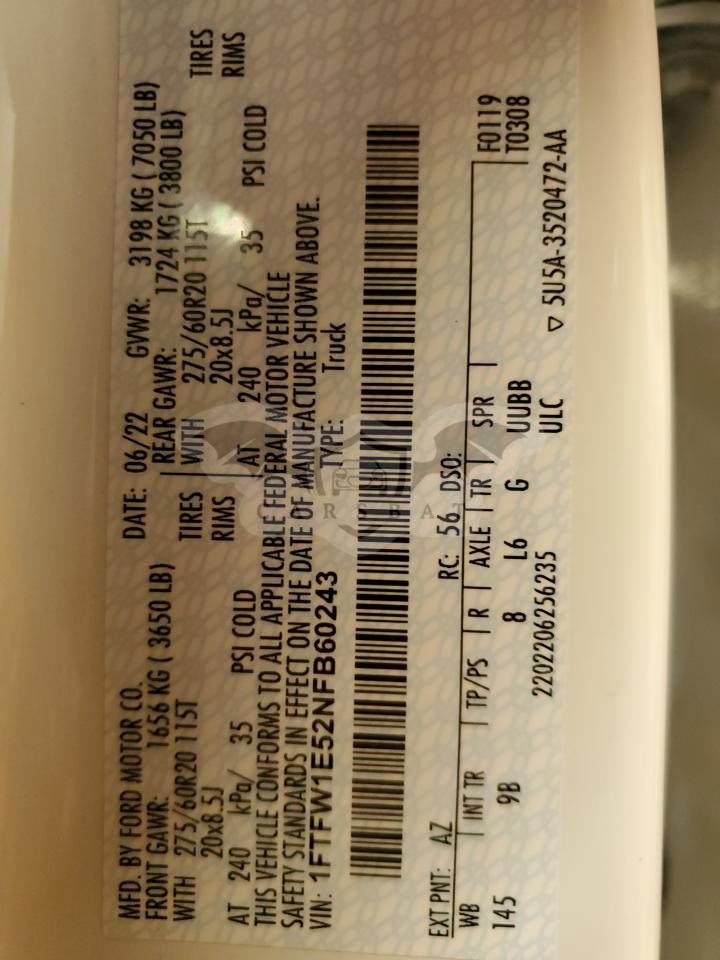 MFD. BY FORD MOTOR CO. DATE: 06/22 GVWR: 3198 KG ( 7050 LB)
FRONT GAWR: 1656 KG ( 3650 LB) REAR GAWR: 1724 KG ( 3800 LB)
WITH 275/60R20 115T TIRES WITH 275/60R20 115T TIRES
20x8.5J RIMS 20x8.5J RIMS
AT 240 kPa/ 35 PSI COLD AT 240 kPa/ 35 PSI COLD
THIS VEHICLE CONFORMS TO ALL APPLICABLE FEDERAL MOTOR VEHICLE
SAFETY STANDARDS IN EFFECT ON THE DATE OF MANUFACTURE SHOWN ABOVE.
VIN: 1FTFW1E52NFB60243 TYPE: Truck
EXT PNT: AZ RC: 56 DSO:
WB INT TR TP/PS R AXLE TR SPR F0119
145 9B 8 L6 G UUBB T0308
2202206256235 ULC ▽ 5U5A-3520472-AA
CARSBAT